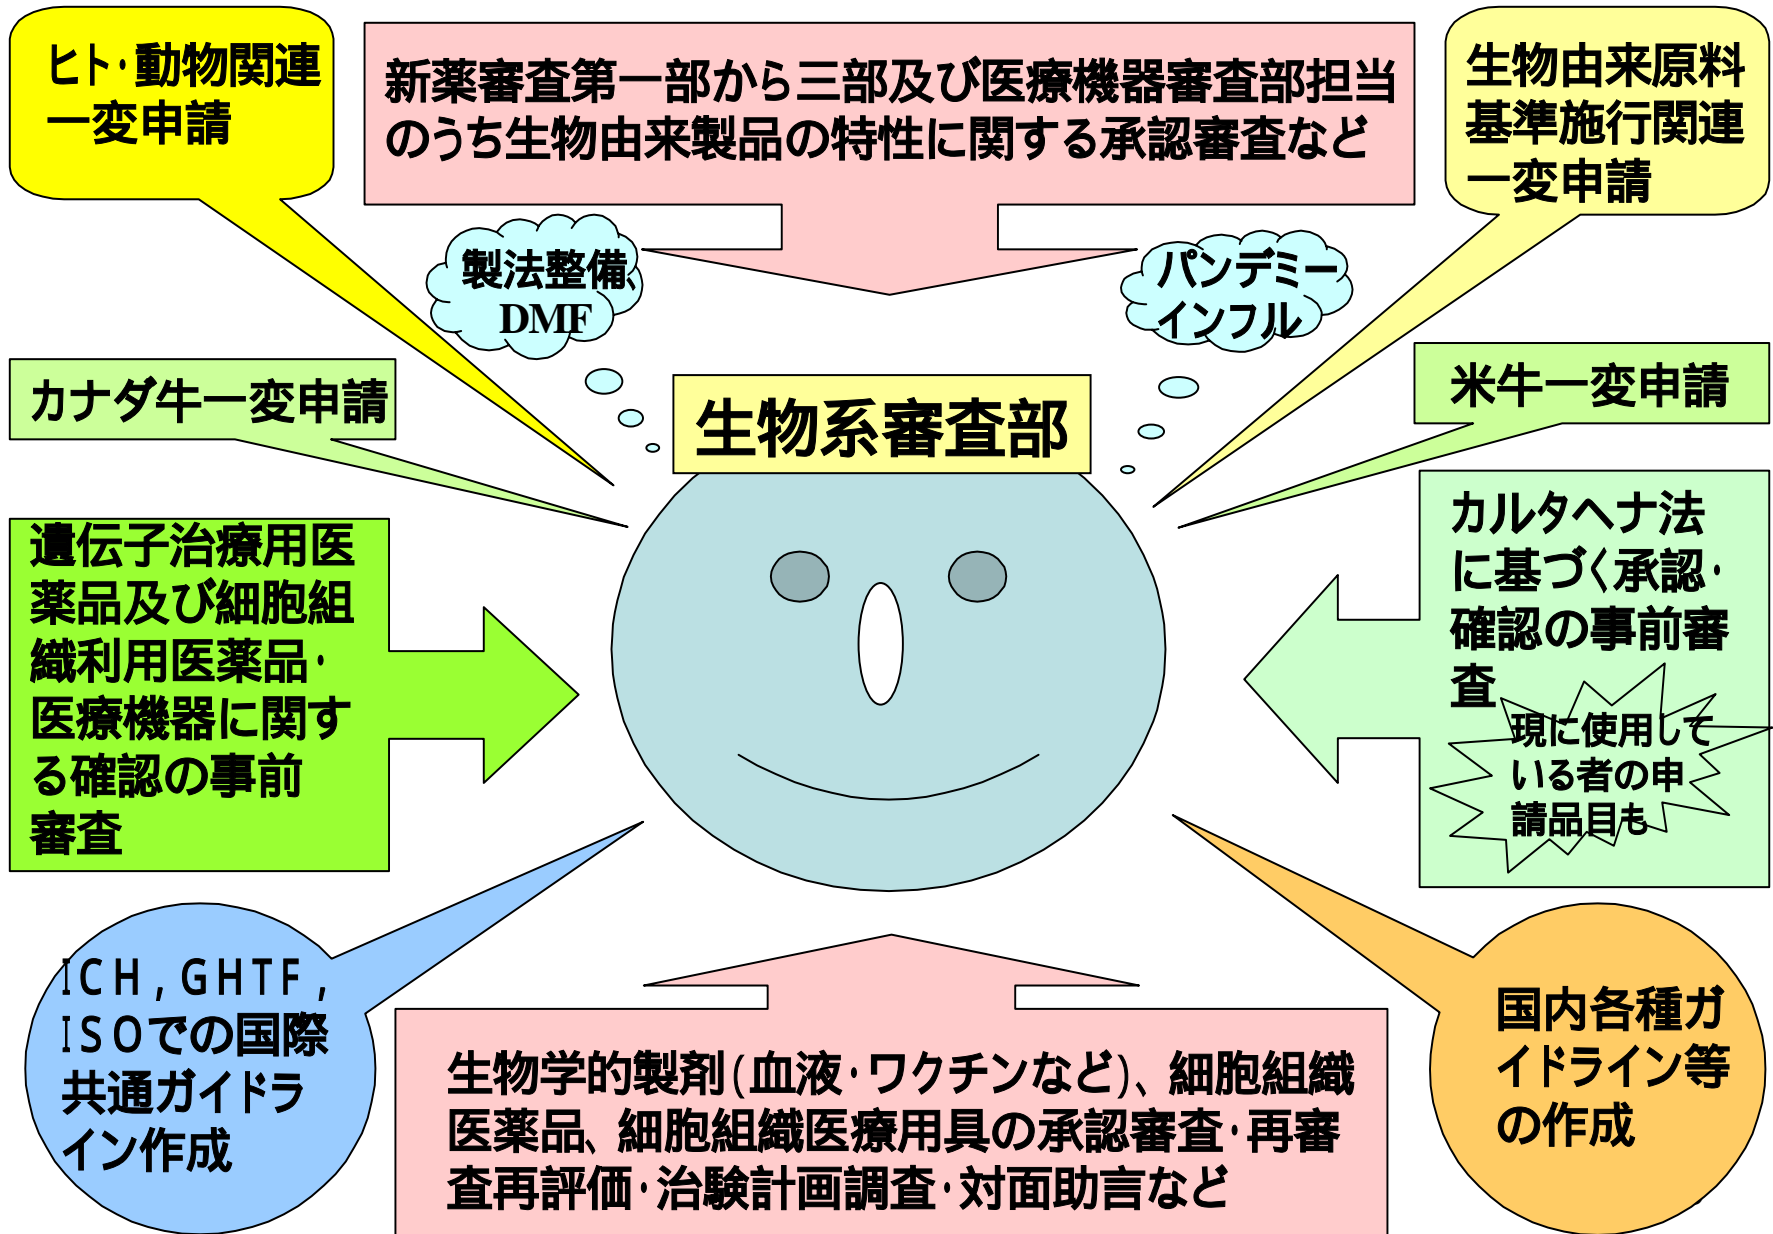 ヒト・動物関連
一変申請
新薬審査第一部から三部及び医療機器審査部担当
のうち生物由来製品の特性に関する承認審査など
生物由来原料
基準施行関連
一変申請
製法整備、
DMF
パンデミー
インフル
カナダ牛一変申請
生物系審査部
米牛一変申請
遺伝子治療用医
薬品及び細胞組
織利用医薬品・
医療機器に関す
る確認の事前
審査
カルタヘナ法
に基づく承認・
確認の事前審
査
現に使用して
いる者の申
請品目も
ICH,GHTF,
ISOでの国際
共通ガイドラ
イン作成
生物学的製剤(血液・ワクチンなど)、細胞組織
医薬品、細胞組織医療用具の承認審査・再審
査再評価・治験計画調査・対面助言など
国内各種ガ
イドライン等
の作成